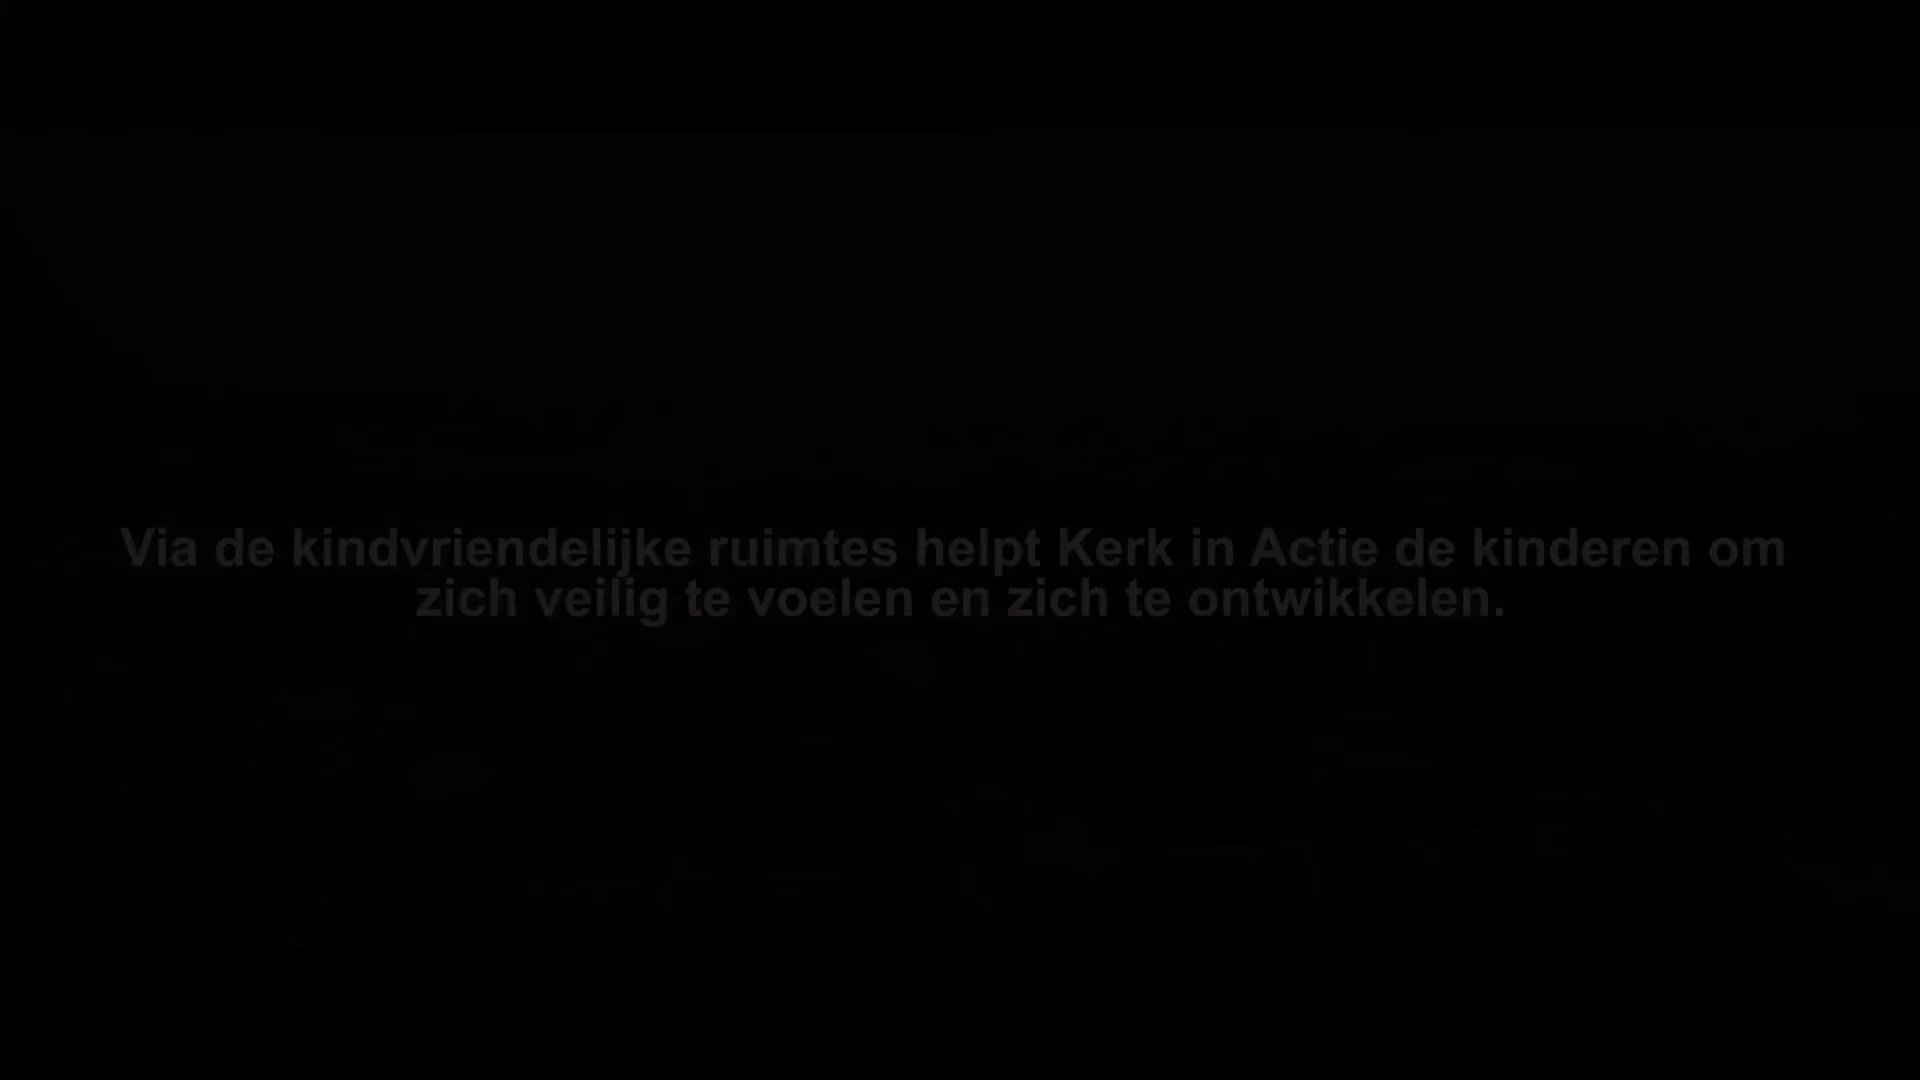 Via de kindvriendelijke ruimtes helpt Kerk in Actie de kinderen om
zich veilig te voelen en zich te ontwikkelen.